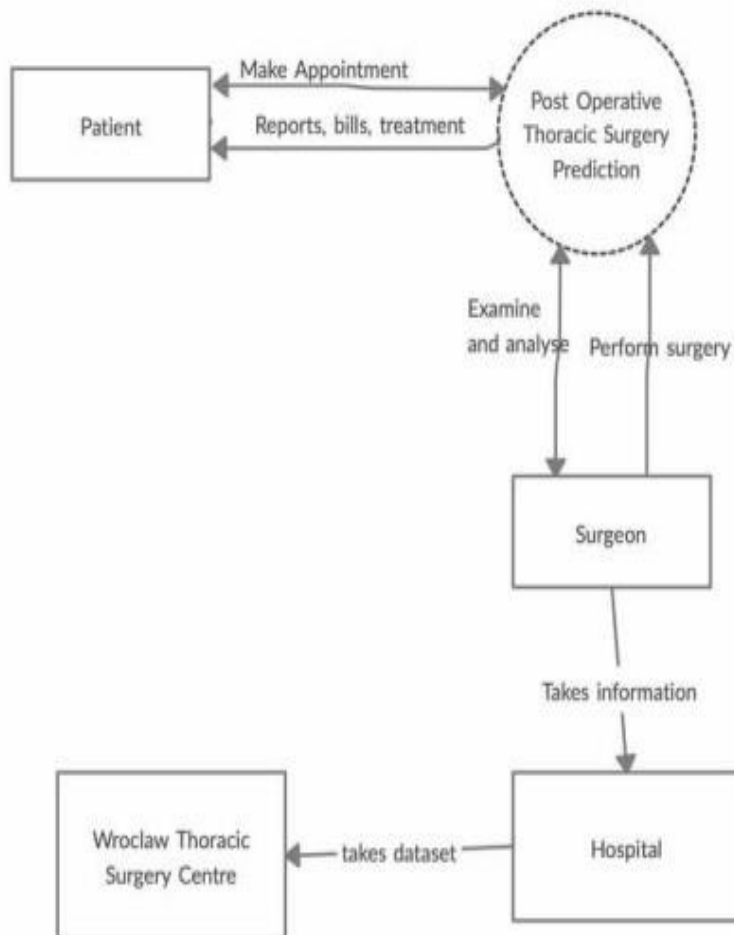 Make Appointment
Patient
Reports, bills, treatment
Post Operative
Thoracic Surgery
Prediction
Examine
and analyse
Perform surgery
Surgeon
Takes information
Wroclaw Thoracic
Surgery Centre
takes dataset
Hospital